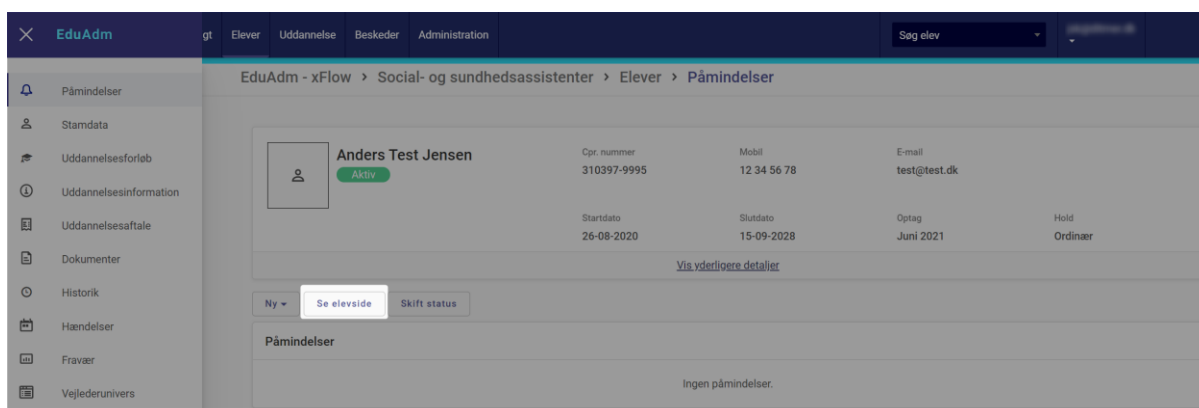 EduAdm
gt Elever Uddannelse Beskeder Administration Søg elev
EduAdm - xFlow > Social- og sundhedsassistenter > Elever > Påmindelser
Påmindelser
Stamdata
Uddannelsesforløb
Uddannelsesinformation
Uddannelsesaftale
Dokumenter
Historik
Hændelser
Fravær
Vejlederunivers
Anders Test Jensen
Aktiv
Cpr. nummer Mobil E-mail
310397-9995 12 34 56 78 test@test.dk
Startdato Slutdato Optag Hold
26-08-2020 15-09-2028 Juni 2021 Ordinær
Vis yderligere detaljer
Ny Se elevside Skift status
Påmindelser
Ingen påmindelser.